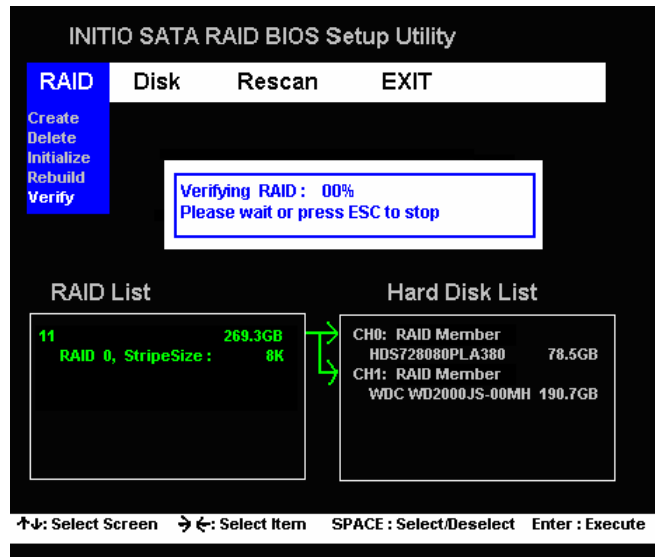 INITIO SATA RAID BIOS Setup Utility
RAID Disk Rescan EXIT
Create
Delete
Initialize
Rebuild
Verify
Verifying RAID : 00%
Please wait or press ESC to stop
RAID List
Hard Disk List
11 269.3GB
RAID 0, StripeSize : 8K
CH0: RAID Member
HDS728080PLA380 78.5GB
CH1: RAID Member
WDC WD2000JS-00MH 190.7GB
↑↓: Select Screen →←: Select Item SPACE : Select/Deselect Enter : Execute